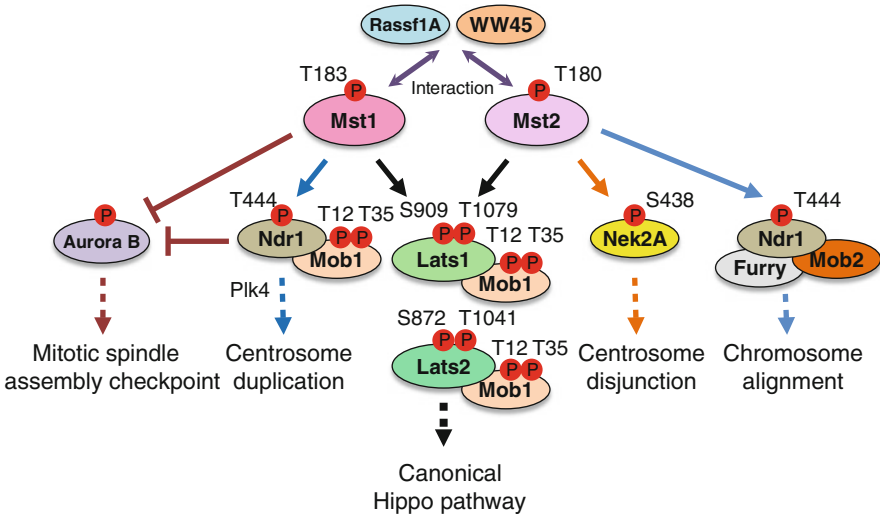 Rassf1A WW45
T183 Interaction T180
P P
Mst1 Mst2
T444 T12 T35 S909 T1079 T12 T35 S438 T444
P P P P P P P P P P
Aurora B Ndr1 Mob1 Lats1 Mob1 Nek2A Ndr1 Furry Mob2
Plk4
S872 T1041 T12 T35
P P P P
Lats2 Mob1
Mitotic spindle
assembly checkpoint
Centrosome
duplication
Centrosome
disjunction
Chromosome
alignment
Canonical
Hippo pathway